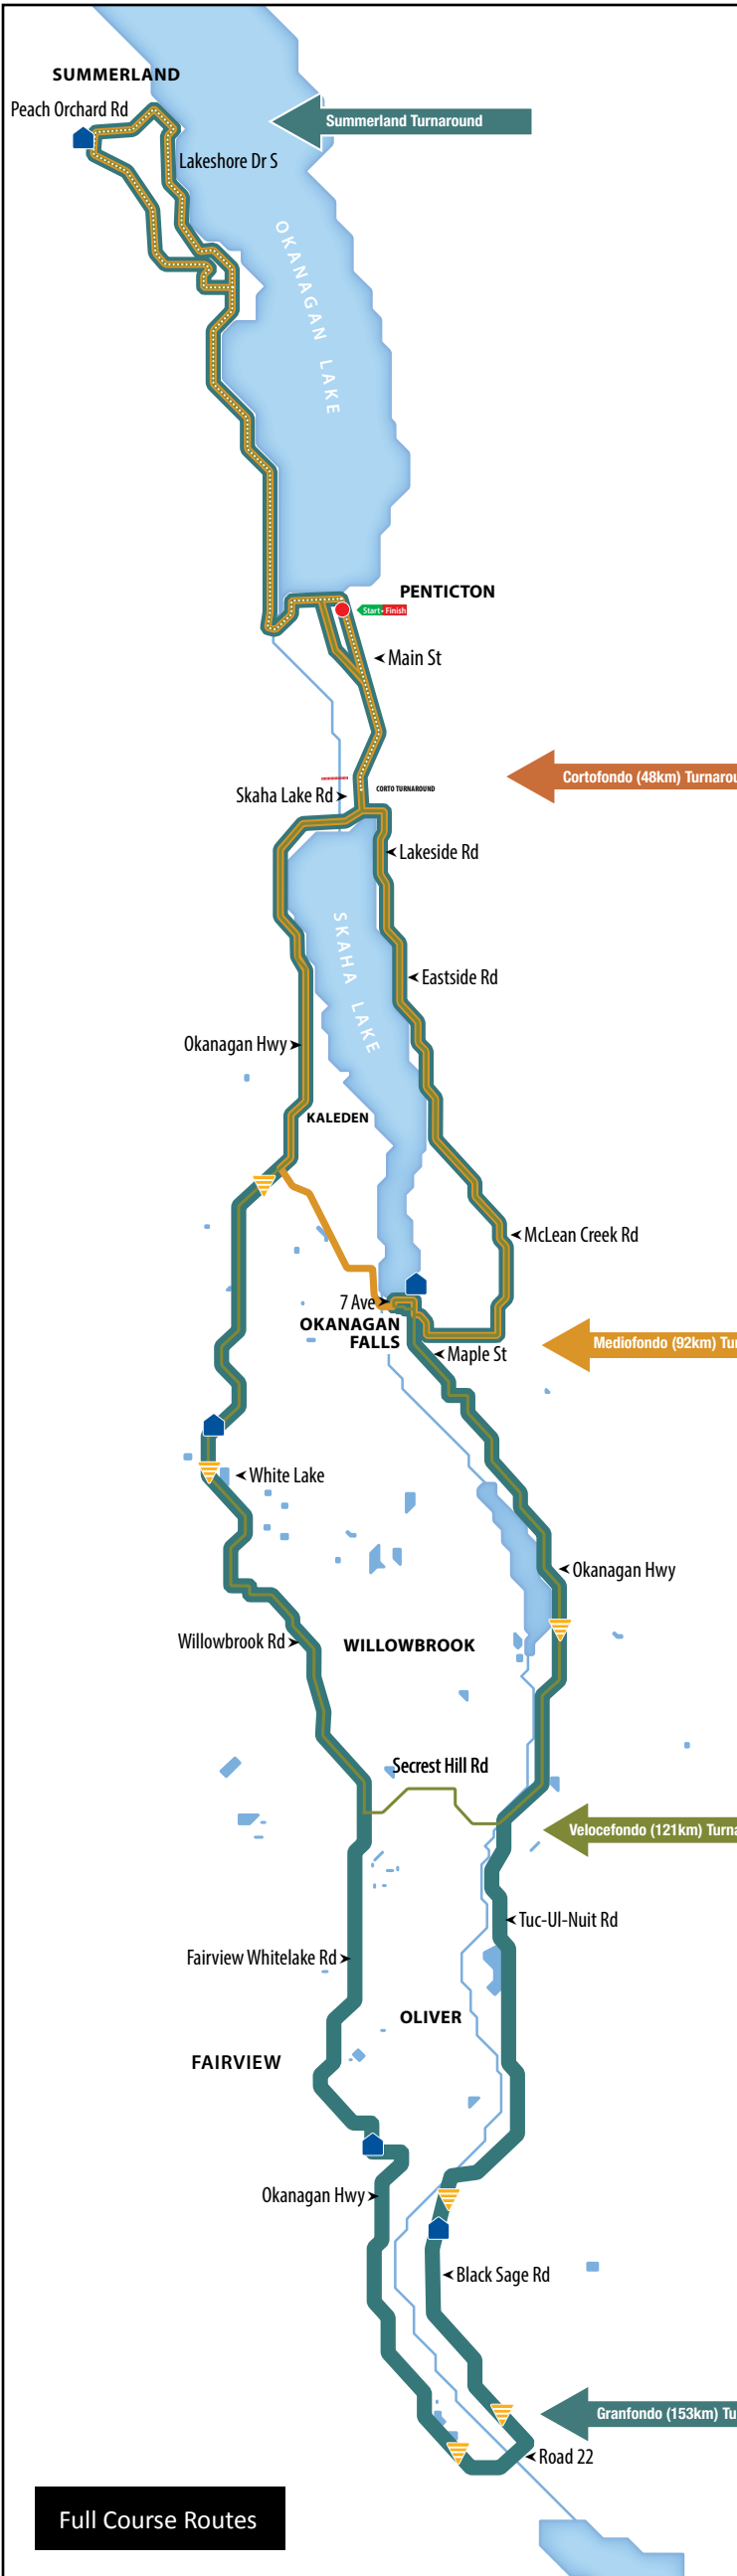 SUMMERLAND
Peach Orchard Rd
Summerland Turnaround
Lakeshore Dr S
OKANAGAN LAKE
PENTICTON
Start • Finish
Main St
Cortofondo (48km) Turnarou
Skaha Lake Rd
CORTO TURNAROUND
Lakeside Rd
SKAHA LAKE
Eastside Rd
Okanagan Hwy
KALEDEN
McLean Creek Rd
7 Ave
OKANAGAN
FALLS
Mediofondo (92km) Tur
Maple St
White Lake
Okanagan Hwy
Willowbrook Rd
WILLOWBROOK
Secrest Hill Rd
Velocefondo (121km) Turna
Tuc-Ul-Nuit Rd
Fairview Whitelake Rd
OLIVER
FAIRVIEW
Okanagan Hwy
Black Sage Rd
Granfondo (153km) Tu
Road 22
Full Course Routes